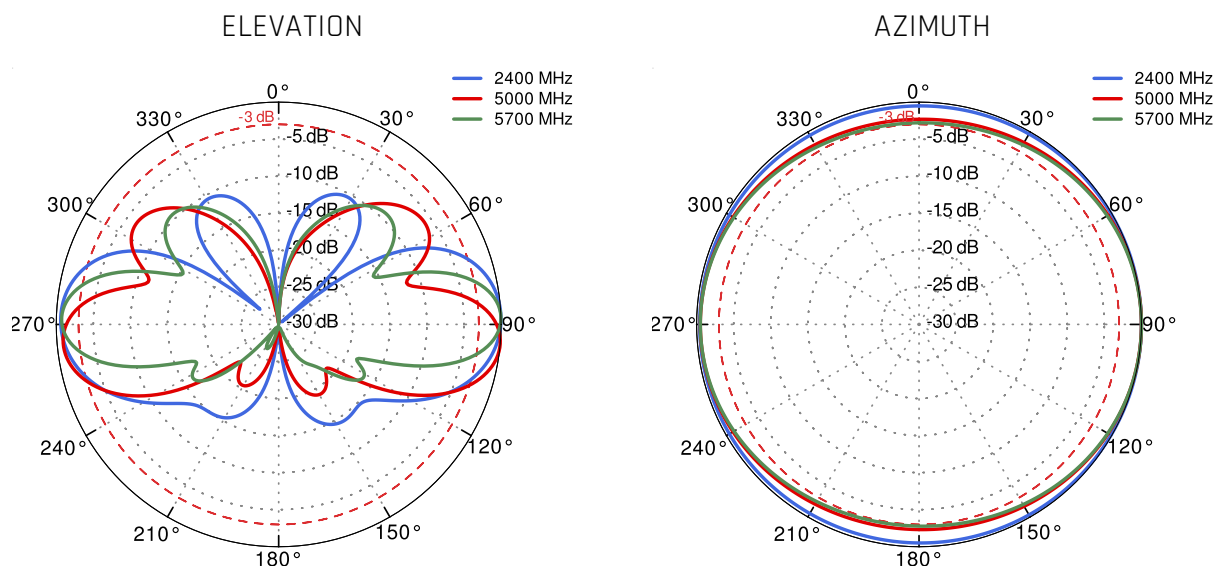 ELEVATION
2400 MHz
5000 MHz
5700 MHz
0°
330°
30°
-3 dB
-5 dB
-10 dB
300°
60°
-15 dB
-20 dB
-25 dB
270°
-30 dB
90°
240°
120°
210°
150°
180°
AZIMUTH
2400 MHz
5000 MHz
5700 MHz
0°
330°
30°
-3 dB
-5 dB
-10 dB
300°
60°
-15 dB
-20 dB
-25 dB
270°
-30 dB
90°
240°
120°
210°
150°
180°